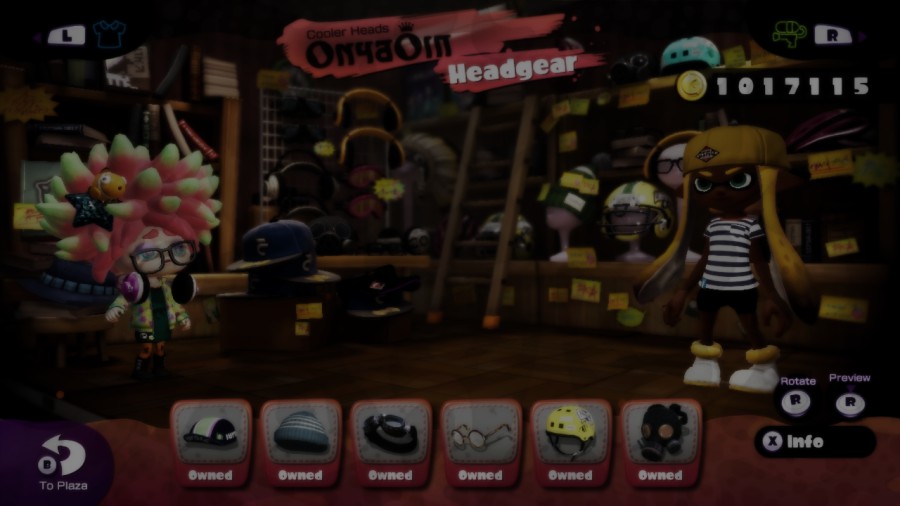 L
Cooler Heads
Headgear
R
1017115
Rotate
Preview
R
R
X Info
B
To Plaza
Owned
Owned
Owned
Owned
Owned
Owned